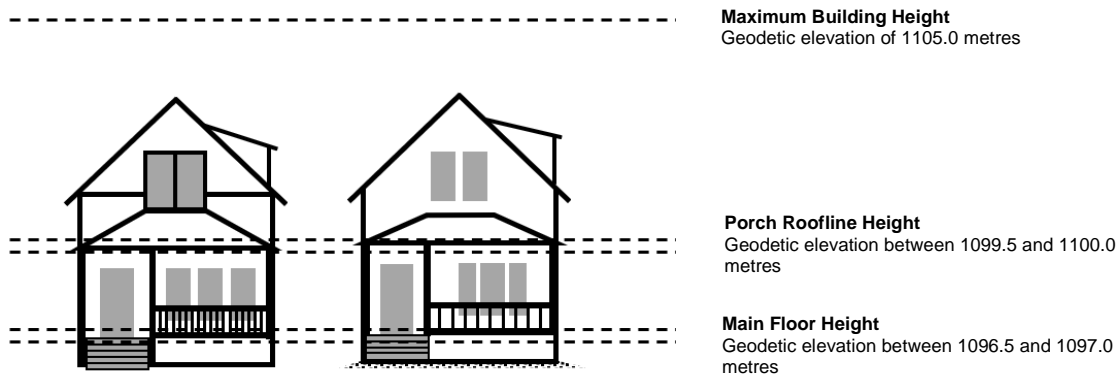 Maximum Building Height
Geodetic elevation of 1105.0 metres
Porch Roofline Height
Geodetic elevation between 1099.5 and 1100.0
metres
Main Floor Height
Geodetic elevation between 1096.5 and 1097.0
metres